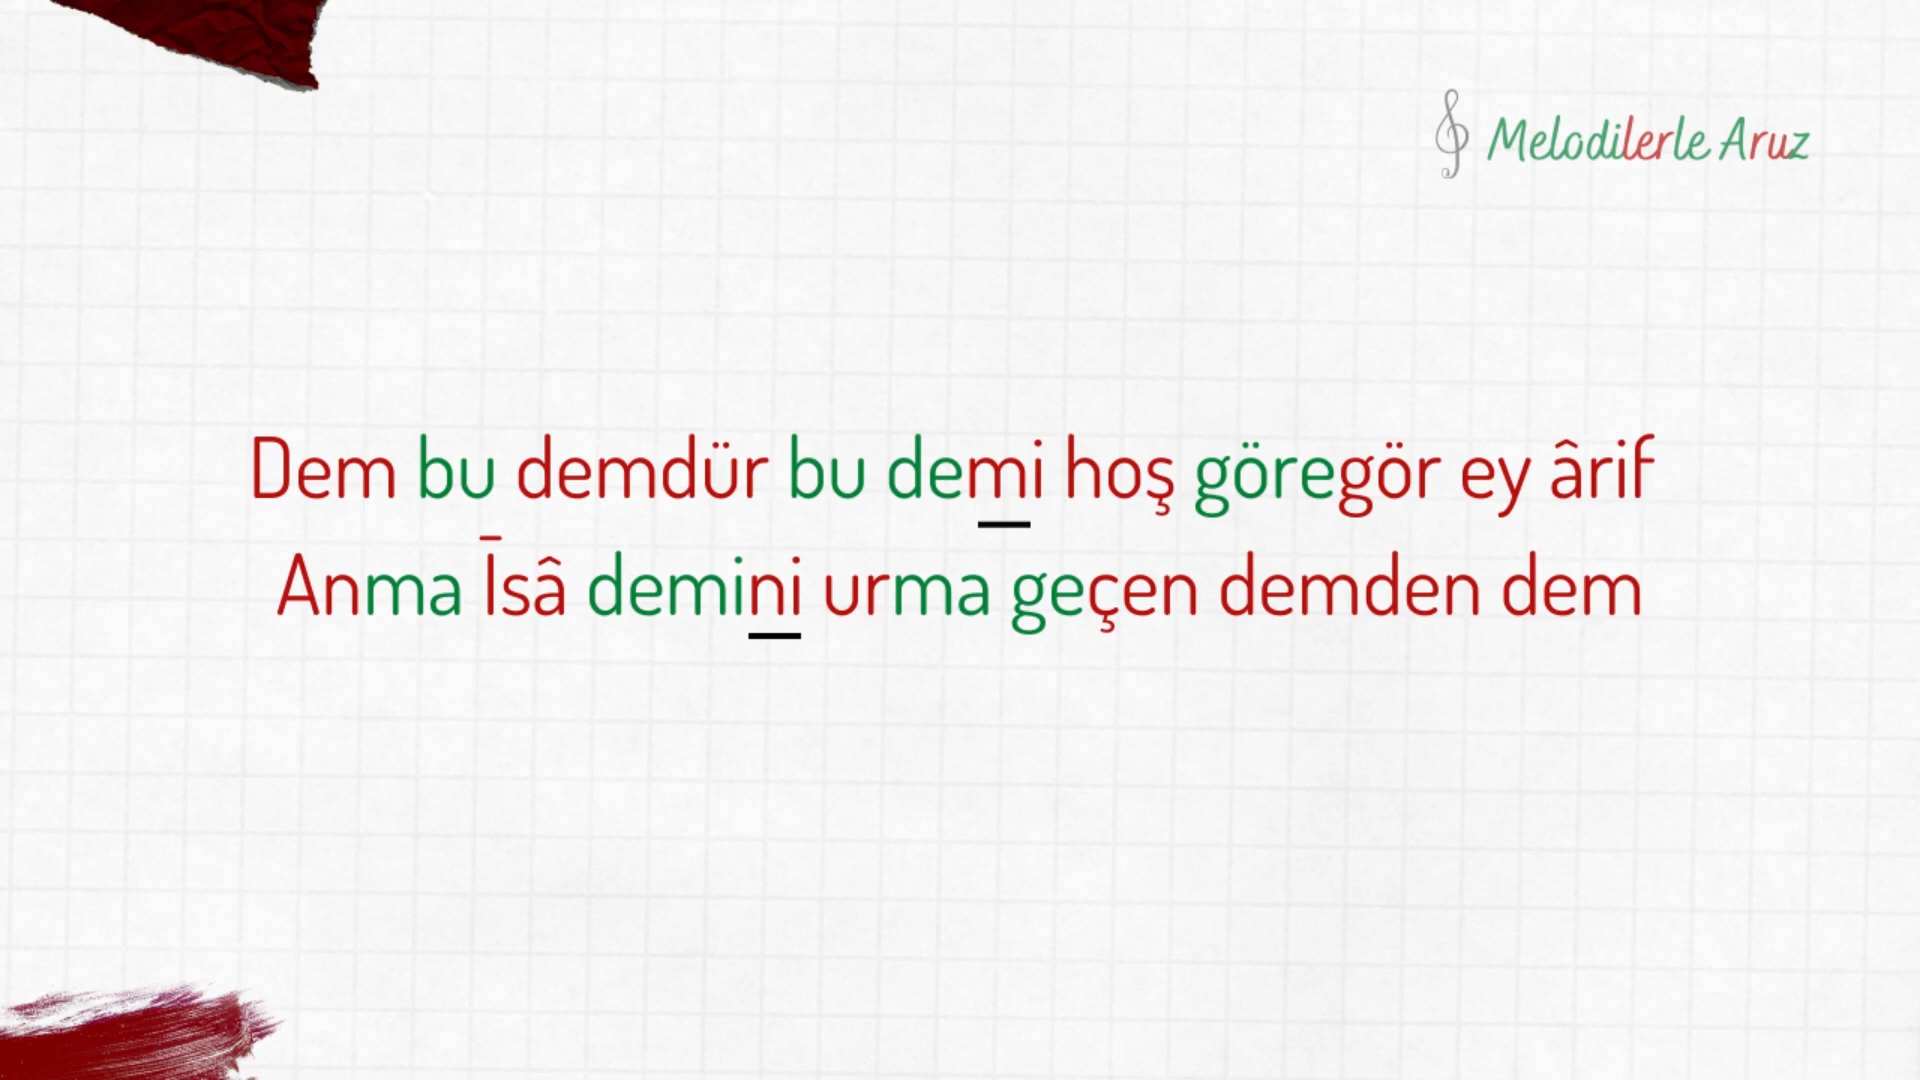 Melodilerle Aruz
Dem bu demdür bu demi hoş göregör ey ârif
Anma Īsâ demini urma geçen demden dem